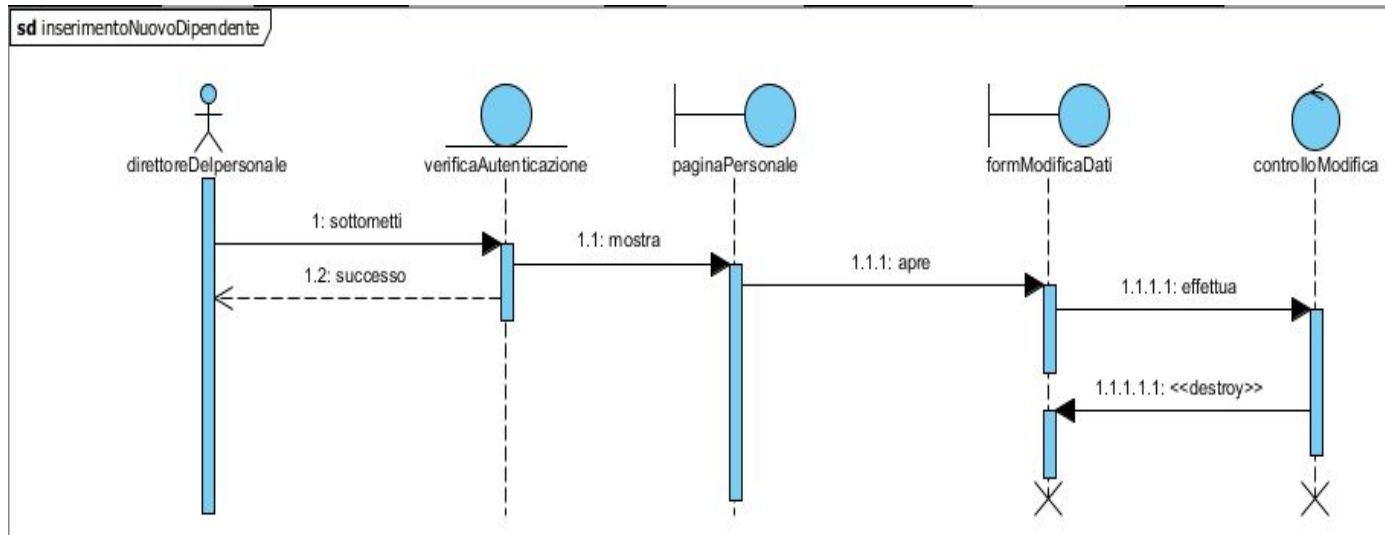 sd inserimentoNuovoDipendente
direttoreDelpersonale
verificaAutenticazione
paginaPersonale
formModificaDati
controlloModifica
1: sottometti
1.1: mostra
1.1.1: apre
1.2: successo
1.1.1.1: effettua
1.1.1.1.1: <<destroy>>